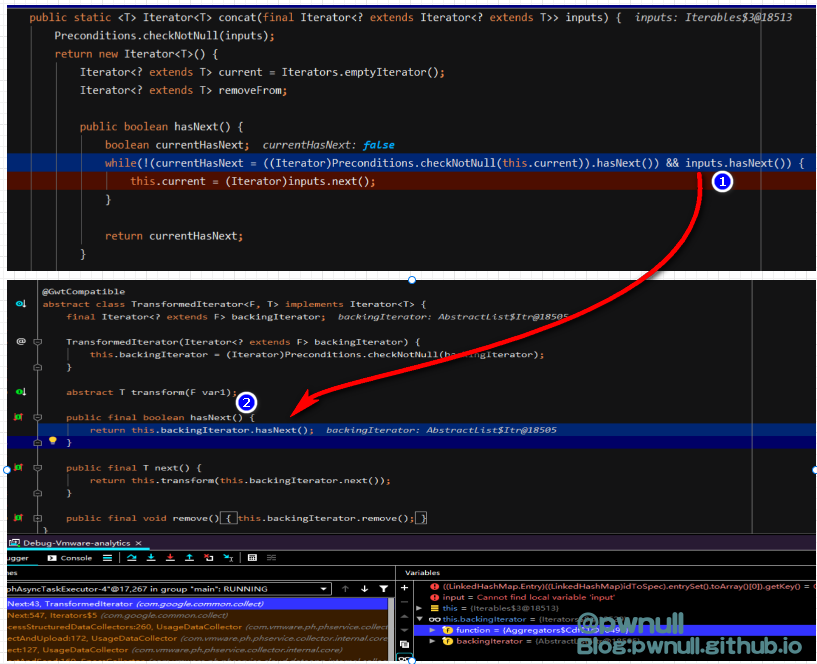 public static <T> Iterator<T> concat(final Iterator<? extends Iterator<? extends T>> inputs) {  inputs: Iterables$3@18513
Preconditions.checkNotNull(inputs);
return new Iterator<T>() {
Iterator<? extends T> current = Iterators.emptyIterator();
Iterator<? extends T> removeFrom;
public boolean hasNext() {
boolean currentHasNext;  currentHasNext: false
while(!(currentHasNext = ((Iterator)Preconditions.checkNotNull(this.current)).hasNext()) && inputs.hasNext()) {
this.current = (Iterator)inputs.next();
1
}
return currentHasNext;
}
@GwtCompatible
abstract class TransformedIterator<F, T> implements Iterator<T> {
final Iterator<? extends F> backingIterator;  backingIterator: AbstractList$Itr@18505
TransformedIterator(Iterator<? extends F> backingIterator) {
this.backingIterator = (Iterator)Preconditions.checkNotNull(backingIterator);
}
abstract T transform(F var1);
2
public final boolean hasNext() {
return this.backingIterator.hasNext();  backingIterator: AbstractList$Itr@18505
}
public final T next() {
return this.transform(this.backingIterator.next());
}
public final void remove() { this.backingIterator.remove(); }
}
Debug-Vmware-analytics ×
ugger  Console
mes  Variables
phAsyncTaskExecutor-4"@17,267 in group "main": RUNNING
((LinkedHashMap.Entry)((LinkedHashMap)idToSpec).entrySet().toArray()[0]).getKey() =
Next:43, TransformedIterator (com.google.common.collect)
input = Cannot find local variable 'input'
Next:547, Iterators$5 (com.google.common.collect)
this = {Iterables$3@18513}
cessStructuredDataCollectors:260, UsageDataCollector (com.vmware.ph.phservice.collect
this.backingIterator = {Iterators
ectAndUpload:172, UsageDataCollector (com.vmware.ph.phservice.collector.internal.core
function = {Aggregators$Cdf
ect:127, UsageDataCollector (com.vmware.ph.phservice.collector.internal.core)
backingIterator = {Abstract
@pwnull
Blog:pwnull.github.io